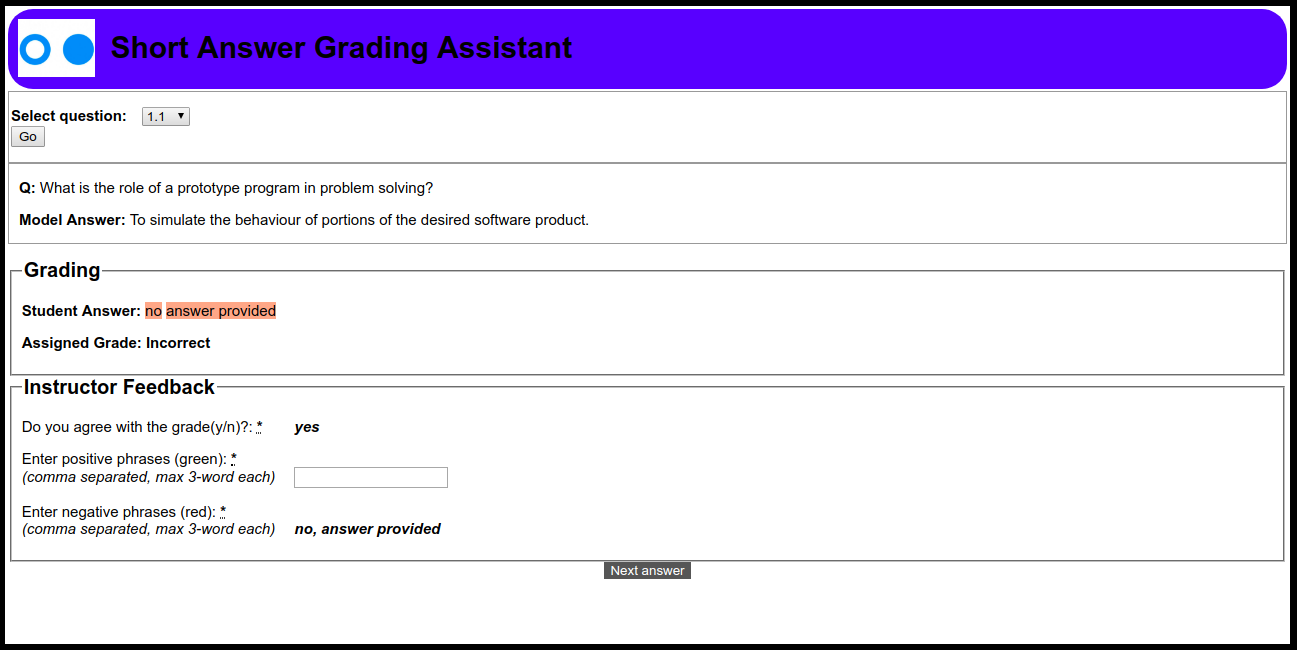 Short Answer Grading Assistant
Select question: 1.1
Go
Q: What is the role of a prototype program in problem solving?
Model Answer: To simulate the behaviour of portions of the desired software product.
Grading
Student Answer: no answer provided
Assigned Grade: Incorrect
Instructor Feedback
Do you agree with the grade(y/n)?: * yes
Enter positive phrases (green): *
(comma separated, max 3-word each)
Enter negative phrases (red): *
(comma separated, max 3-word each) no, answer provided
Next answer